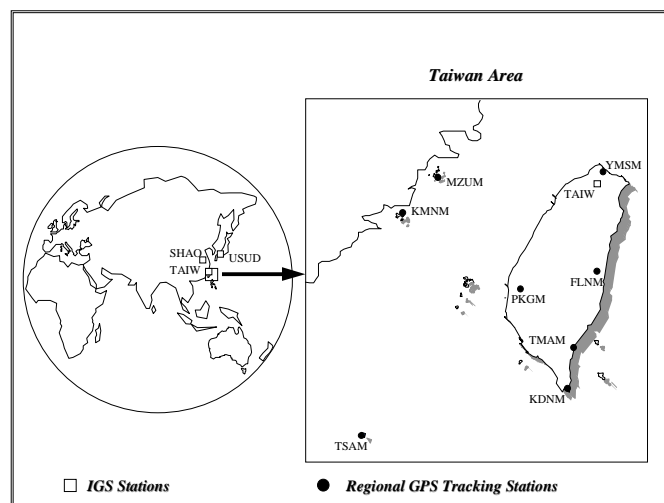 Taiwan Area
YMSM
MZUM
TAIW
KMNM
SHAO
USUD
TAIW
FLNM
PKGM
TMAM
KDNM
TSAM
IGS Stations
Regional GPS Tracking Stations